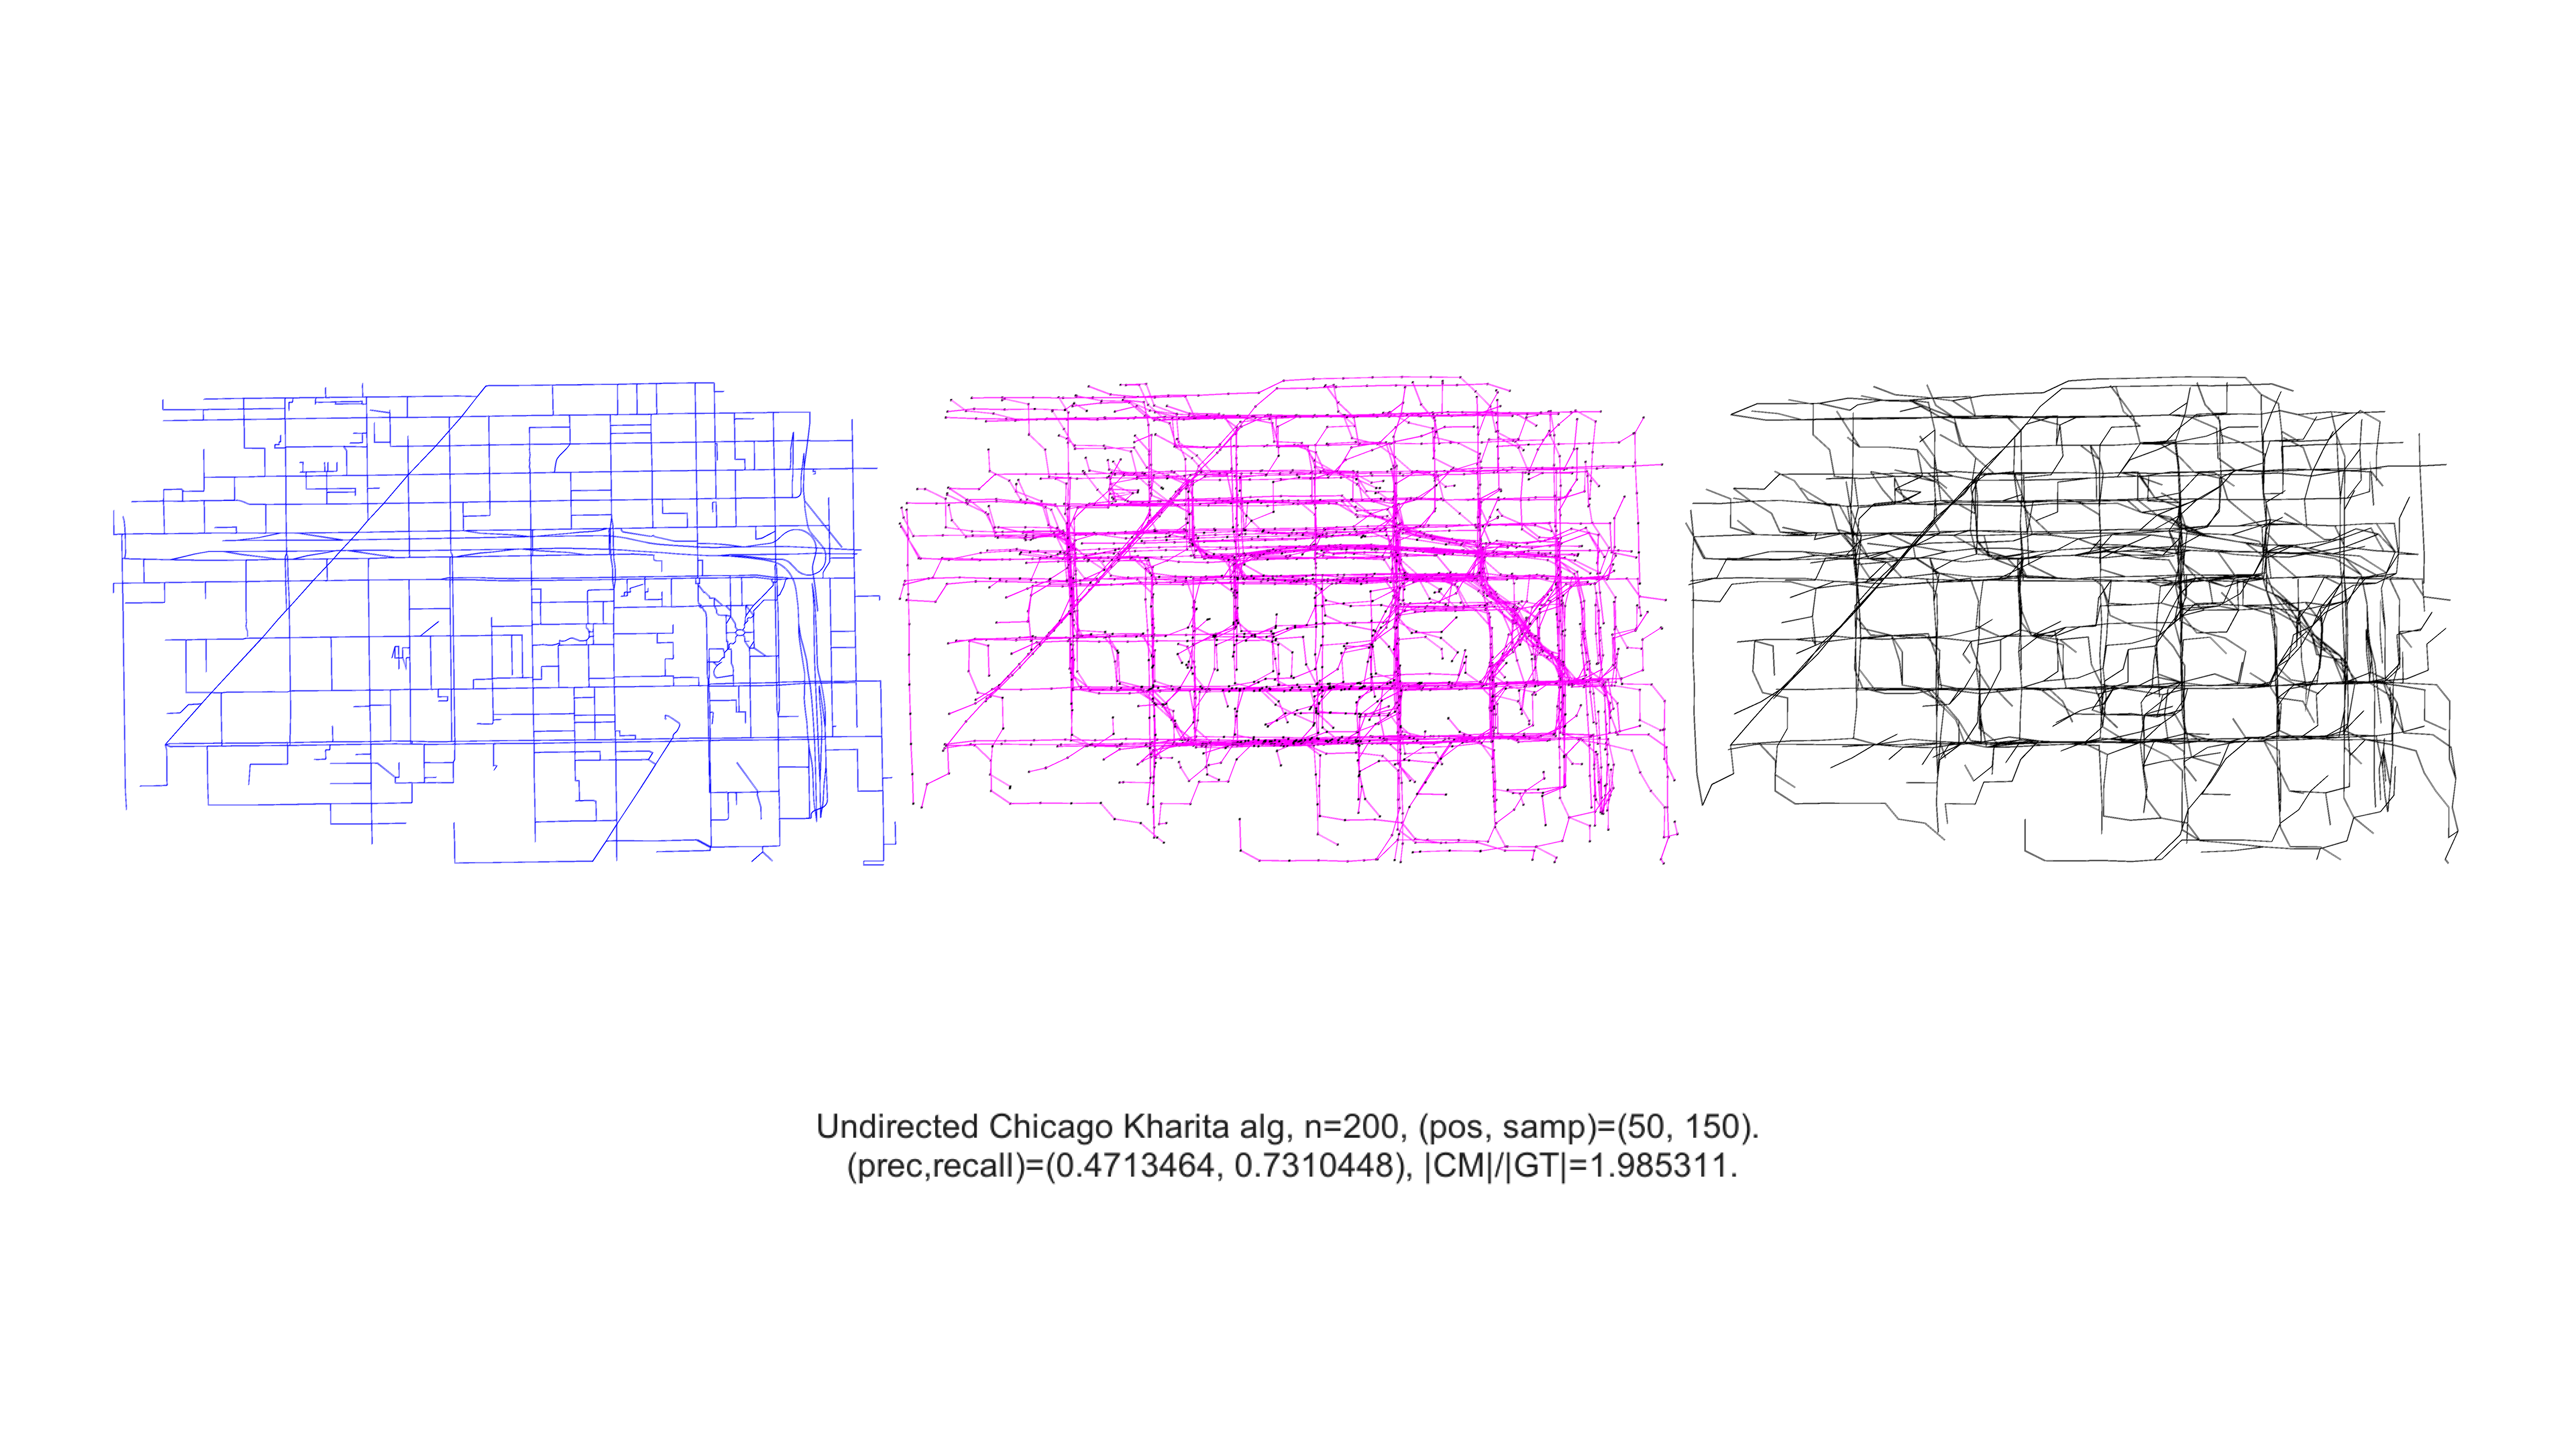 Undirected Chicago Kharita alg, n=200, (pos, samp)=(50, 150).
(prec,recall)=(0.4713464, 0.7310448), |CM|/|GT|=1.985311.